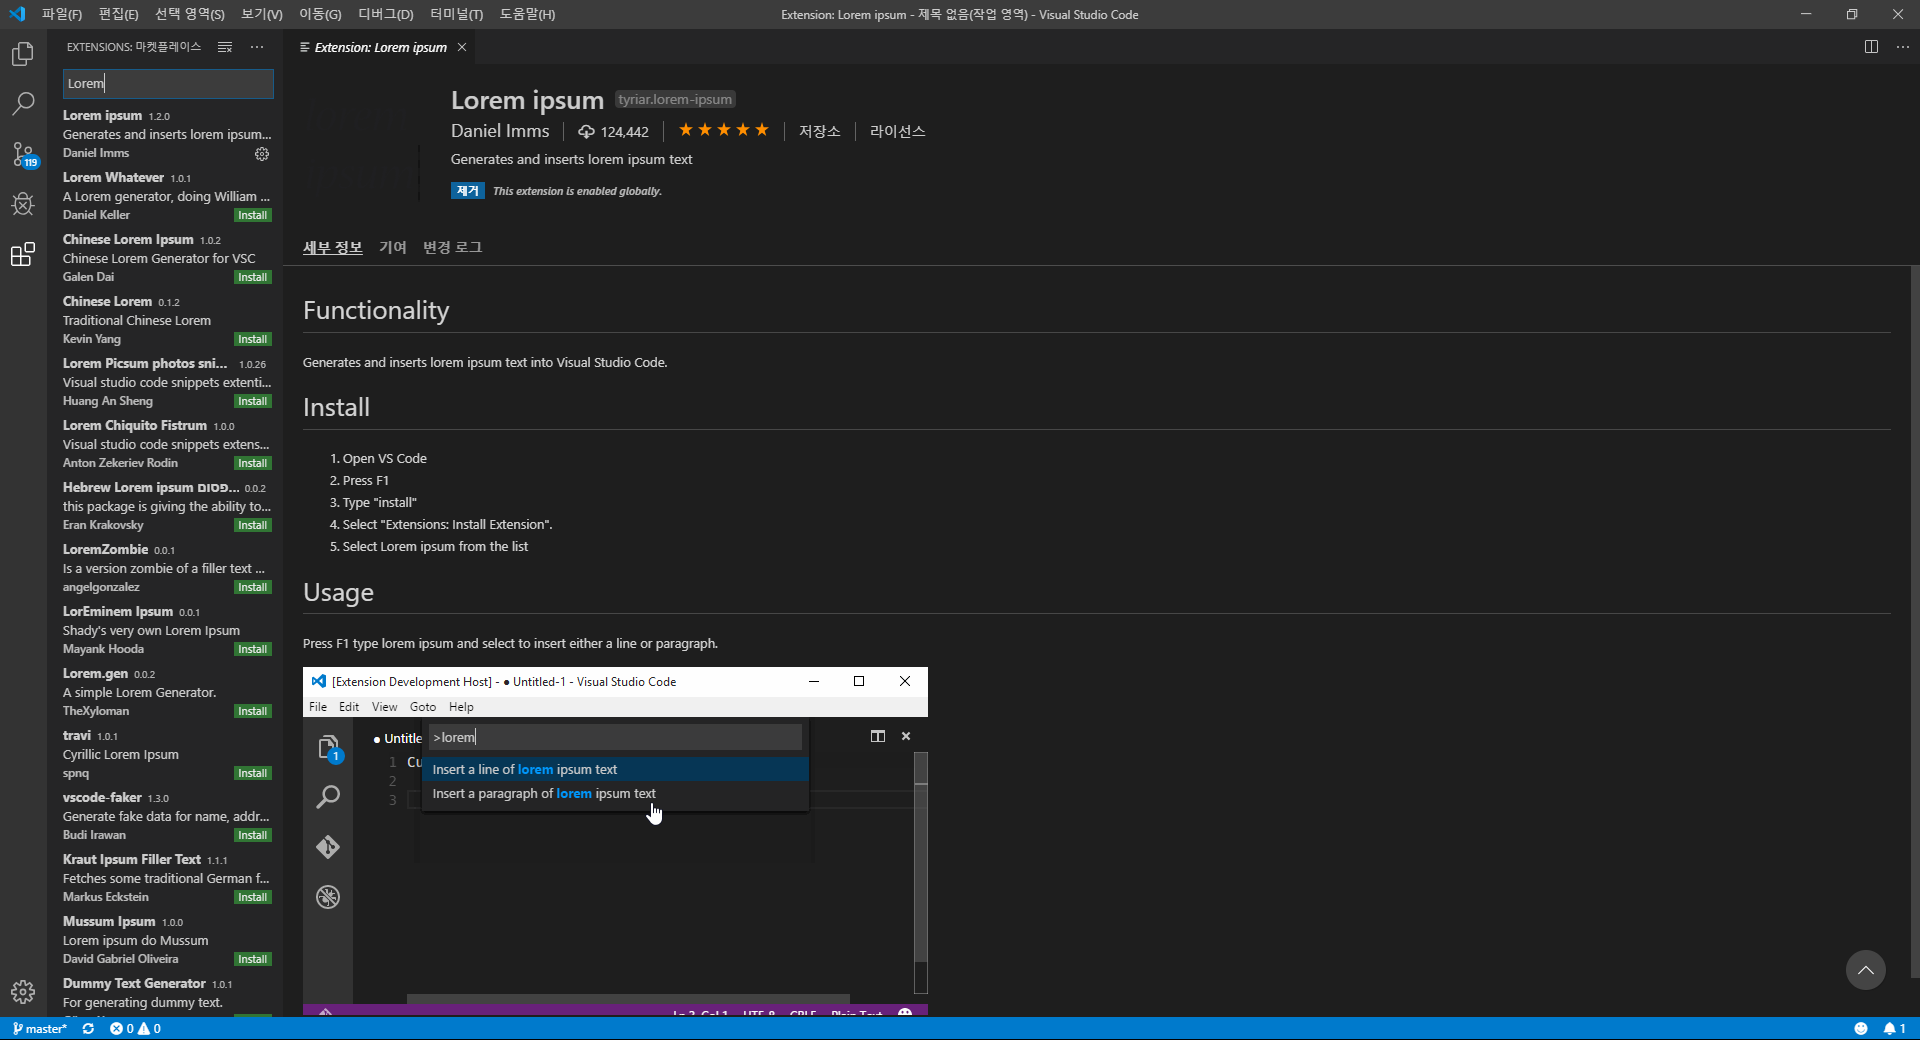 파일(F) 편집(E) 선택 영역(S) 보기(V) 이동(G) 디버그(D) 터미널(T) 도움말(H)
Extension: Lorem ipsum - 제목 없음(작업 영역) - Visual Studio Code
EXTENSIONS: 마켓플레이스
Lorem
Lorem ipsum 1.2.0
Generates and inserts lorem ipsum...
Daniel Imms
Lorem Whatever 1.0.1
A Lorem generator, doing William ...
Daniel Keller Install
Chinese Lorem Ipsum 1.0.2
Chinese Lorem Generator for VSC
Galen Dai Install
Chinese Lorem 0.1.2
Traditional Chinese Lorem
Kevin Yang Install
Lorem Picsum photos sni... 1.0.26
Visual studio code snippets extenti...
Huang An Sheng Install
Lorem Chiquito Fistrum 1.0.0
Visual studio code snippets extens...
Anton Zekeriev Rodin Install
Hebrew Lorem ipsum פסום... 0.0.2
this package is giving the ability to...
Eran Krakovsky Install
LoremZombie 0.0.1
Is a version zombie of a filler text ...
angelgonzalez Install
LorEminem Ipsum 0.0.1
Shady's very own Lorem Ipsum
Mayank Hooda Install
Lorem.gen 0.0.2
A simple Lorem Generator.
TheXyloman Install
travi 1.0.1
Cyrillic Lorem Ipsum
spnq Install
vscode-faker 1.3.0
Generate fake data for name, addr...
Budi Irawan Install
Kraut Ipsum Filler Text 1.1.1
Fetches some traditional German f...
Markus Eckstein Install
Mussum Ipsum 1.0.0
Lorem ipsum do Mussum
David Gabriel Oliveira Install
Dummy Text Generator 1.0.1
For generating dummy text.
119
Extension: Lorem ipsum
Lorem ipsum tyriar.lorem-ipsum
Daniel Imms 124,442 저장소 라이선스
Generates and inserts lorem ipsum text
제거 This extension is enabled globally.
세부 정보 기여 변경 로그
Functionality
Generates and inserts lorem ipsum text into Visual Studio Code.
Install
1. Open VS Code
2. Press F1
3. Type "install"
4. Select "Extensions: Install Extension".
5. Select Lorem ipsum from the list
Usage
Press F1 type lorem ipsum and select to insert either a line or paragraph.
[Extension Development Host] - ● Untitled-1 - Visual Studio Code
File Edit View Goto Help
● Untitle
>lorem
1 Cu
2
3
Insert a line of lorem ipsum text
Insert a paragraph of lorem ipsum text
1
Ln 3, Col 1 UTF-8 CRLF Plain Text
master* 0 0 1